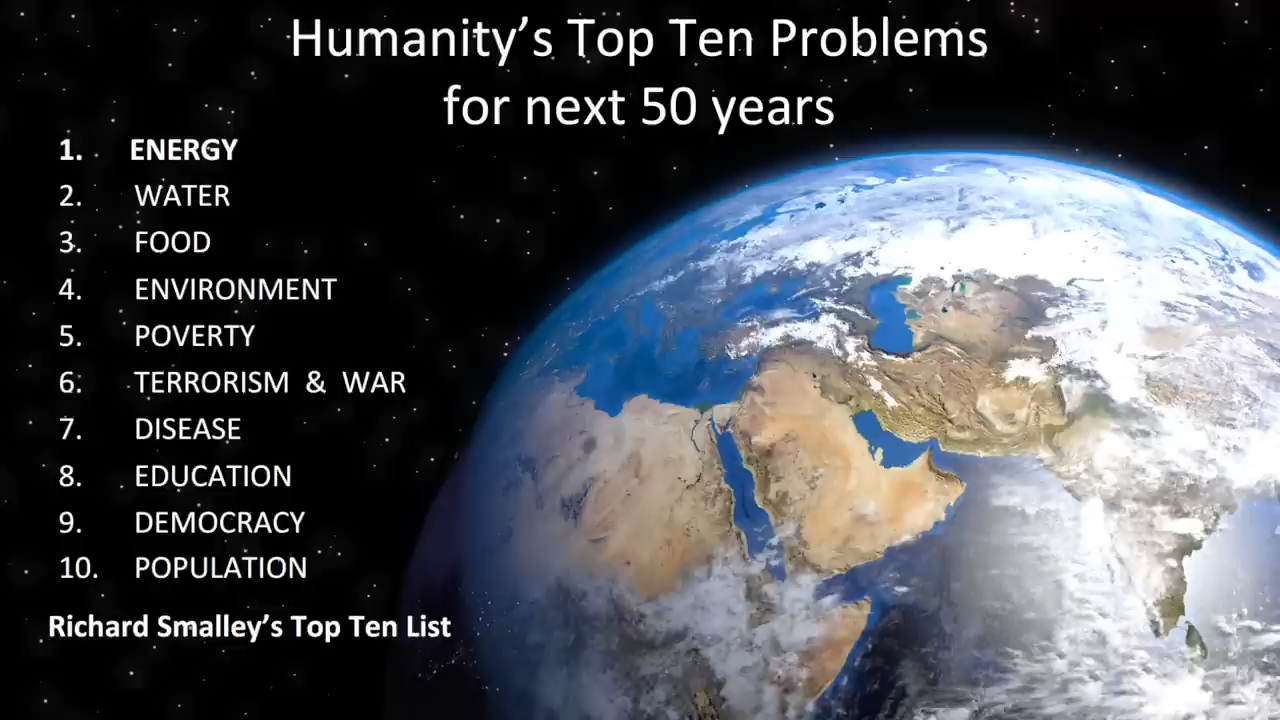 Humanity’s Top Ten Problems
for next 50 years
1. ENERGY
2. WATER
3. FOOD
4. ENVIRONMENT
5. POVERTY
6. TERRORISM & WAR
7. DISEASE
8. EDUCATION
9. DEMOCRACY
10. POPULATION
Richard Smalley’s Top Ten List